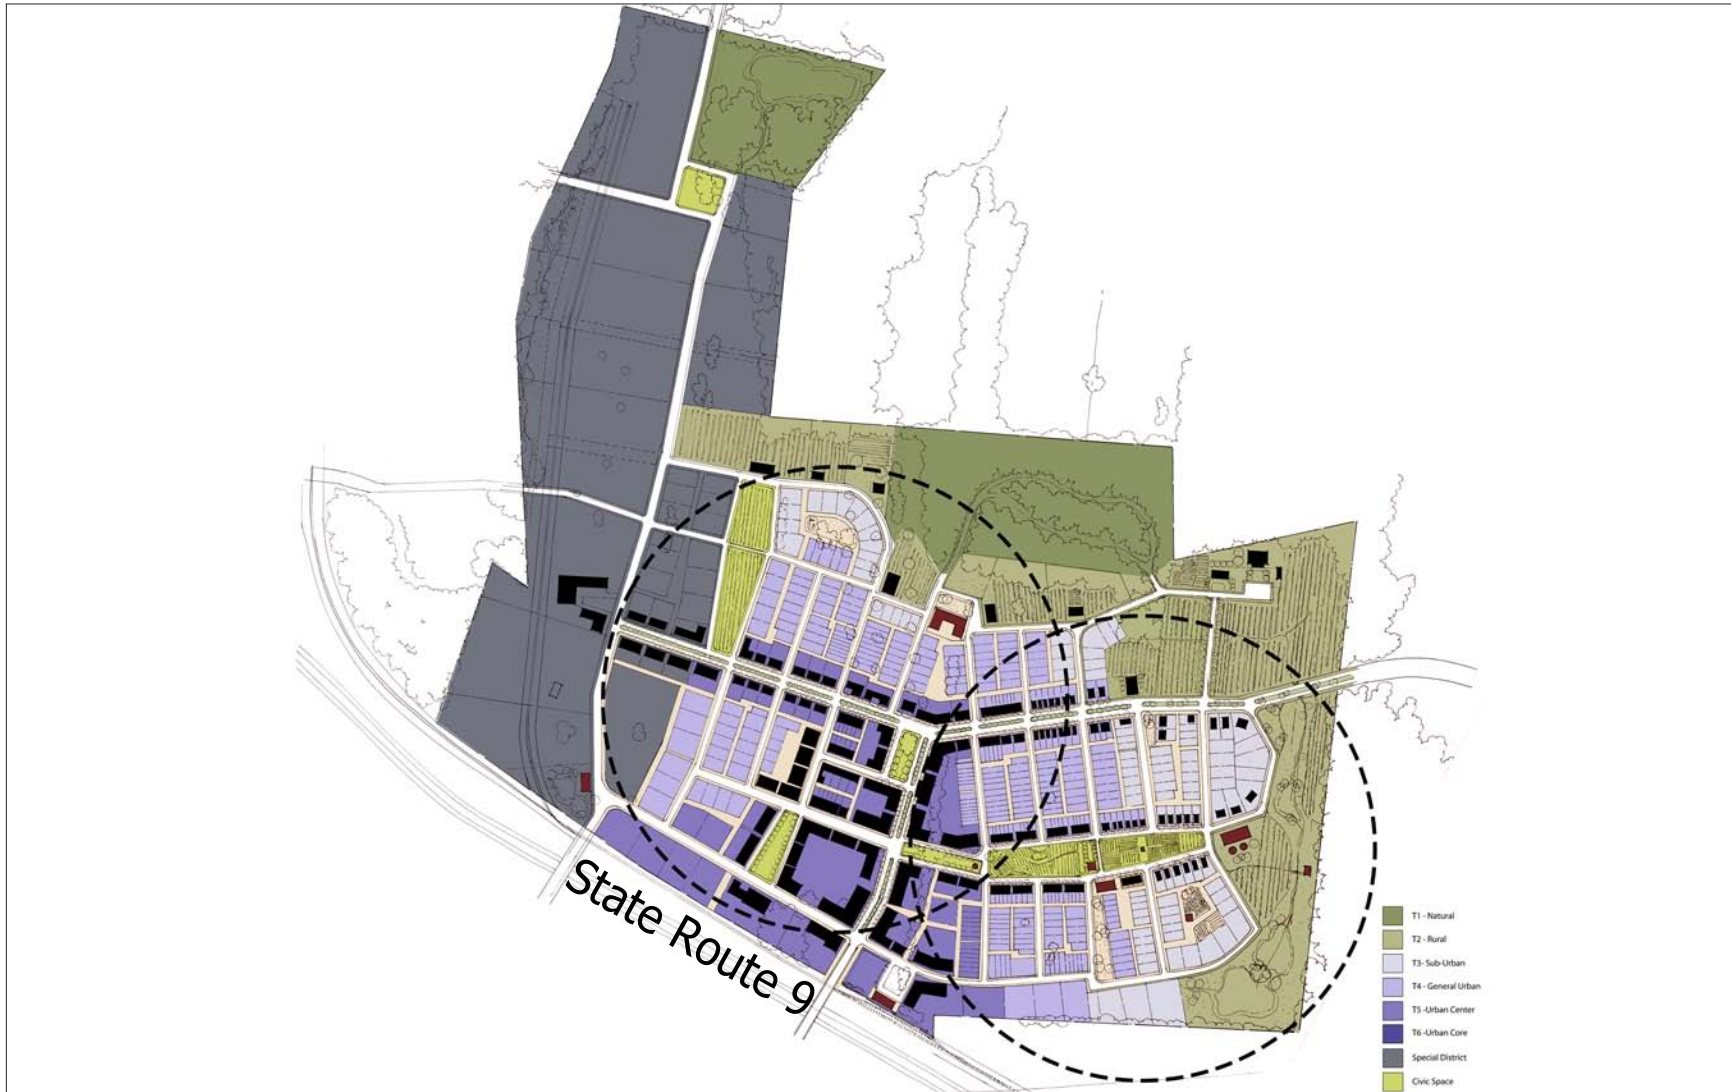 State Route 9
T1 - Natural
T2 - Rural
T3- Sub-Urban
T4 - General Urban
T5 -Urban Center
T6 -Urban Core
Special District
Civic Space